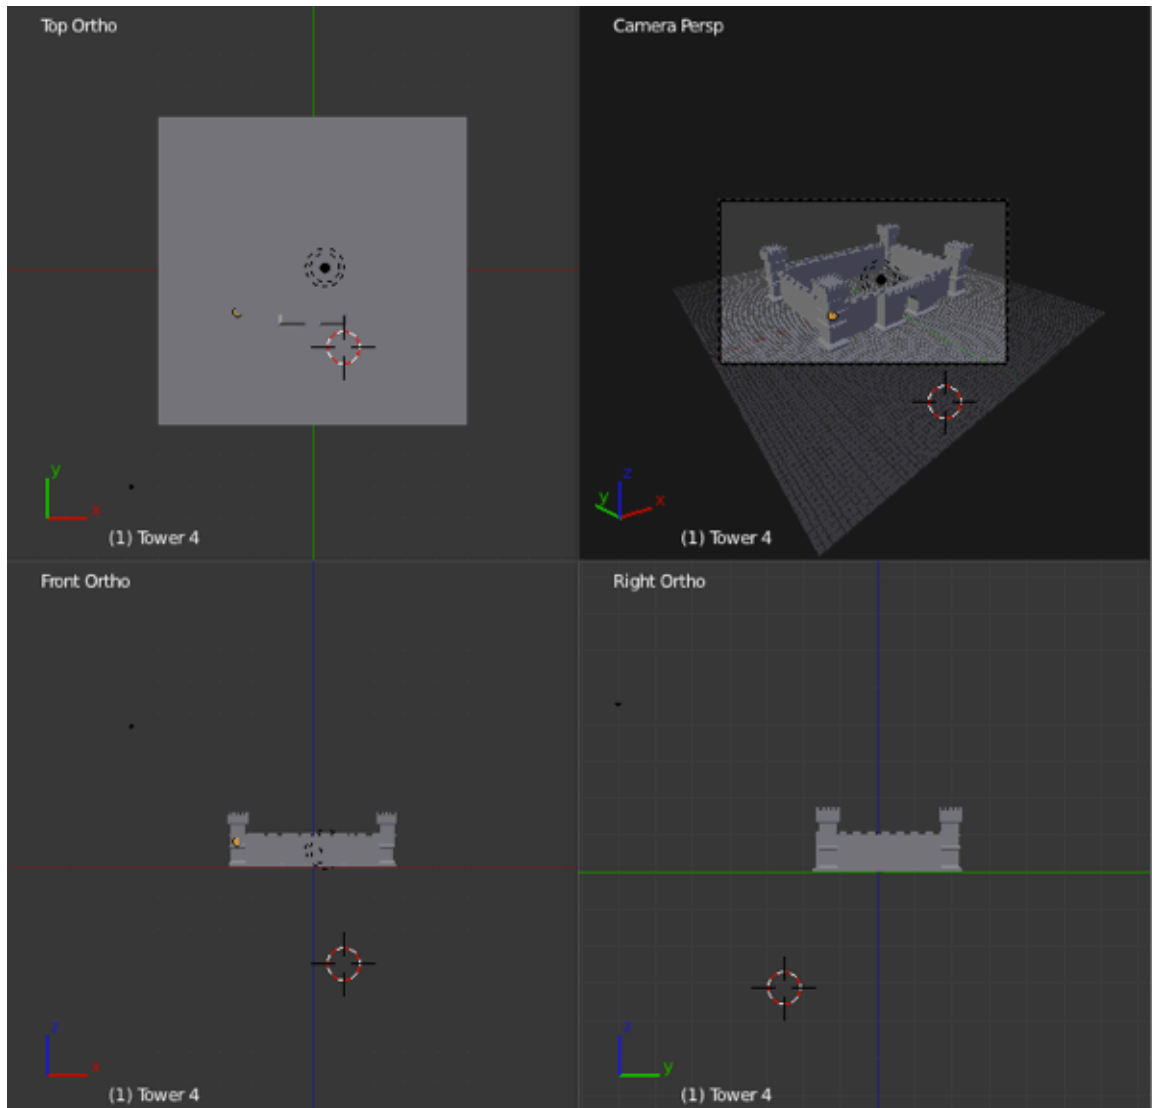 Top Ortho
y
x
(1) Tower 4
Camera Persp
z
y
x
(1) Tower 4
Front Ortho
z
x
(1) Tower 4
Right Ortho
z
y
(1) Tower 4